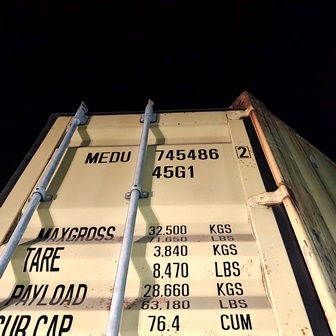 MEDU 745486 2
45G1
MAXGROSS 32.500 KGS
71.650 LBS
TARE 3.840 KGS
8.470 LBS
PAYLOAD 28.660 KGS
63.180 LBS
CUB.CAP. 76.4 CUM